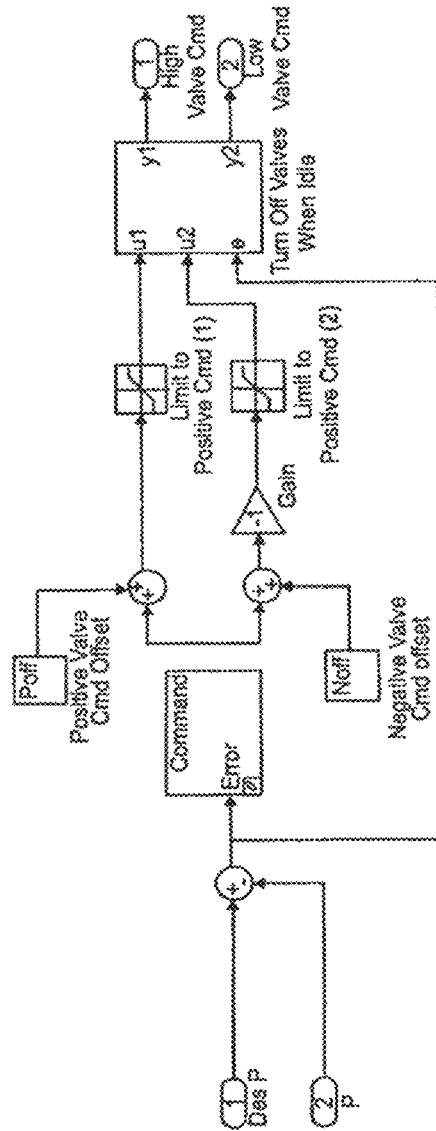 1
Des P
2
P
+
-
Error
Command
Poff
Positive Valve
Cmd Offset
Noff
Negative Valve
Cmd offset
+
+
+
+
-1
Gain
Limit to
Positive Cmd (1)
Limit to
Positive Cmd (2)
u1
u2
e
y1
y2
Turn Off Valves
When Idle
1
High
Valve Cmd
2
Low
Valve Cmd